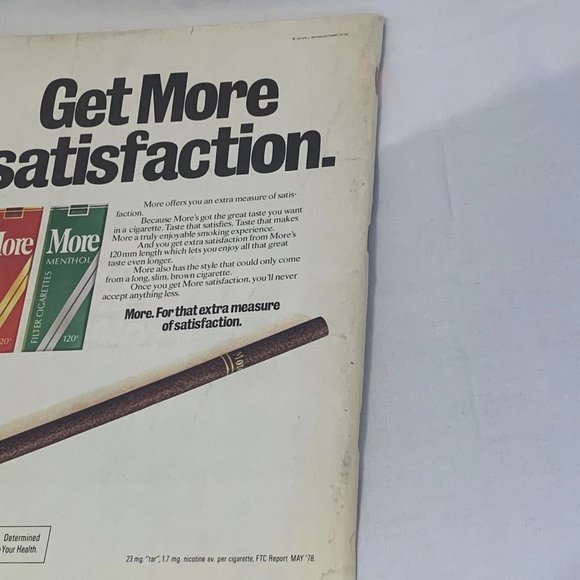 Get More
satisfaction.
More offers you an extra measure of satis-
faction.
Because More's got the great taste you want
in a cigarette. Taste that satisfies. Taste that makes
More a truly enjoyable smoking experience.
And you get extra satisfaction from More's
120mm length which lets you enjoy all that great
taste even longer.
More also has the style that could only come
from a long, slim, brown cigarette.
Once you get More satisfaction, you'll never
accept anything less.
More. For that extra measure
of satisfaction.
More
120s
More
MENTHOL
FILTER CIGARETTES
120s
Determined
Your Health.
23 mg. "tar", 1.7 mg. nicotine av. per cigarette, FTC Report MAY '78.